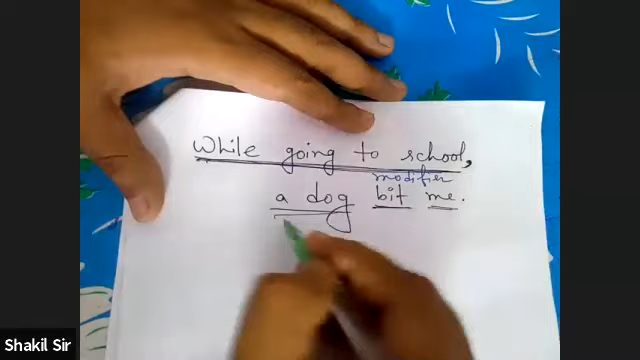 While going to school,
modifier
a dog bit me.
Shakil Sir